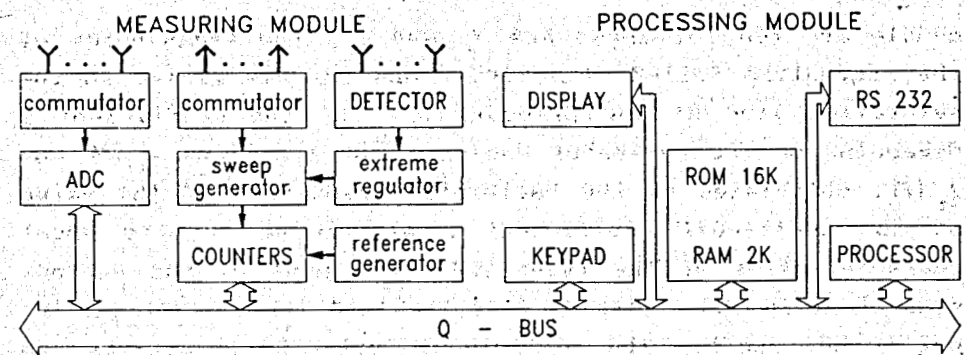 MEASURING MODULE
PROCESSING MODULE
commutator
commutator
DETECTOR
DISPLAY
RS 232
ADC
sweep
generator
extreme
regulator
ROM 16K
RAM 2K
COUNTERS
reference
generator
KEYPAD
PROCESSOR
Q - BUS